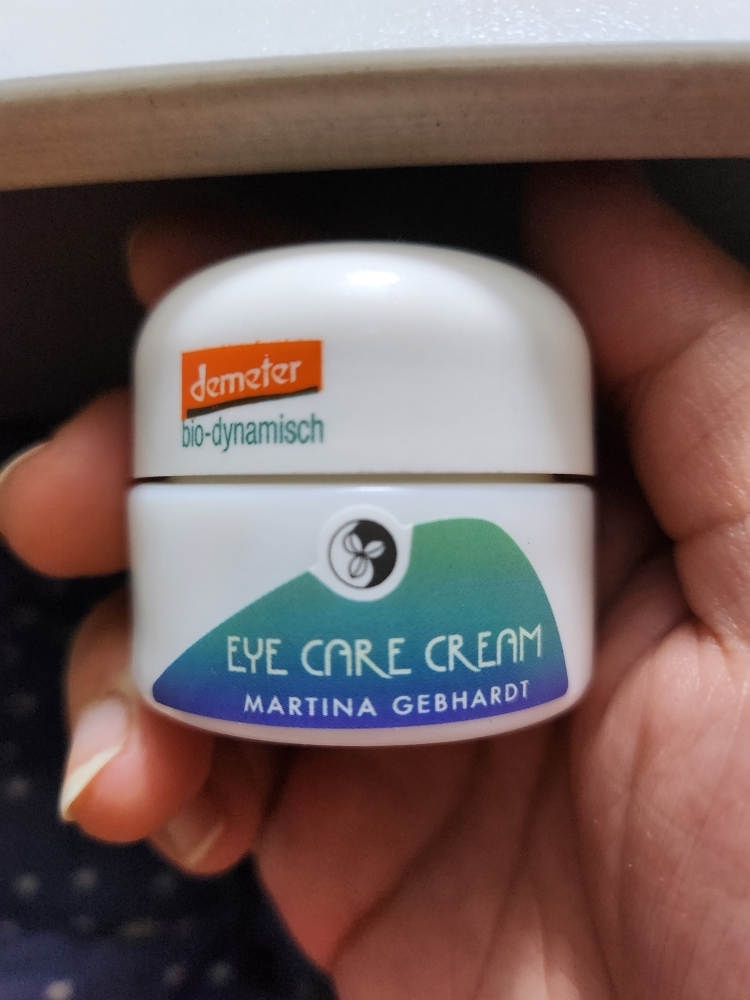 demeter
bio-dynamisch
EYE CARE CREAM
MARTINA GEBHARDT